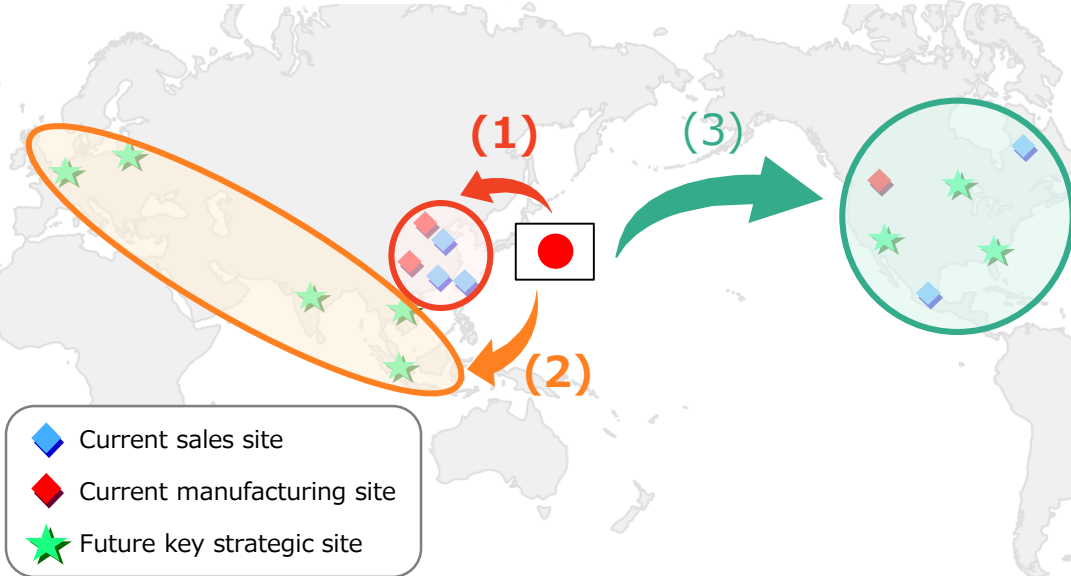 (1)
(3)
(2)
Current sales site
Current manufacturing site
Future key strategic site